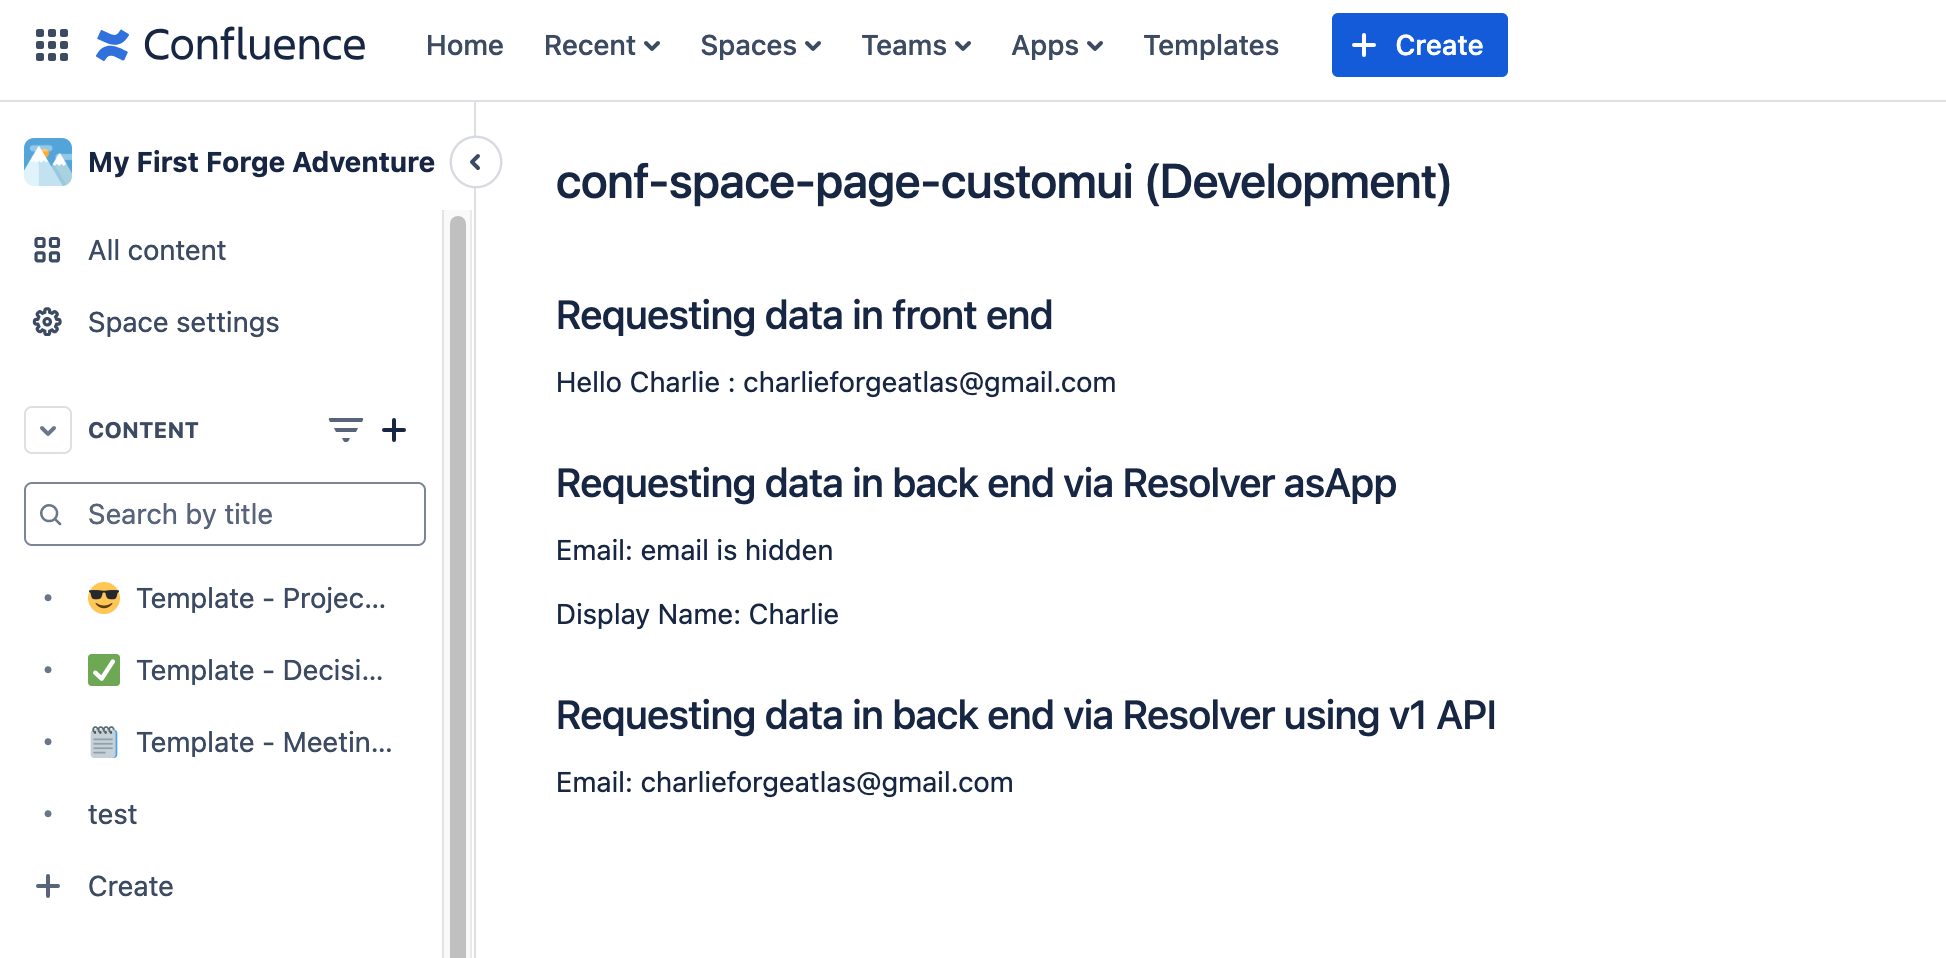 Confluence
Home
Recent
Spaces
Teams
Apps
Templates
+ Create
My First Forge Adventure
All content
Space settings
CONTENT
Search by title
Template - Projec...
Template - Decisi...
Template - Meetin...
test
+ Create
conf-space-page-customui (Development)
Requesting data in front end
Hello Charlie : charlieforgeatlas@gmail.com
Requesting data in back end via Resolver asApp
Email: email is hidden
Display Name: Charlie
Requesting data in back end via Resolver using v1 API
Email: charlieforgeatlas@gmail.com